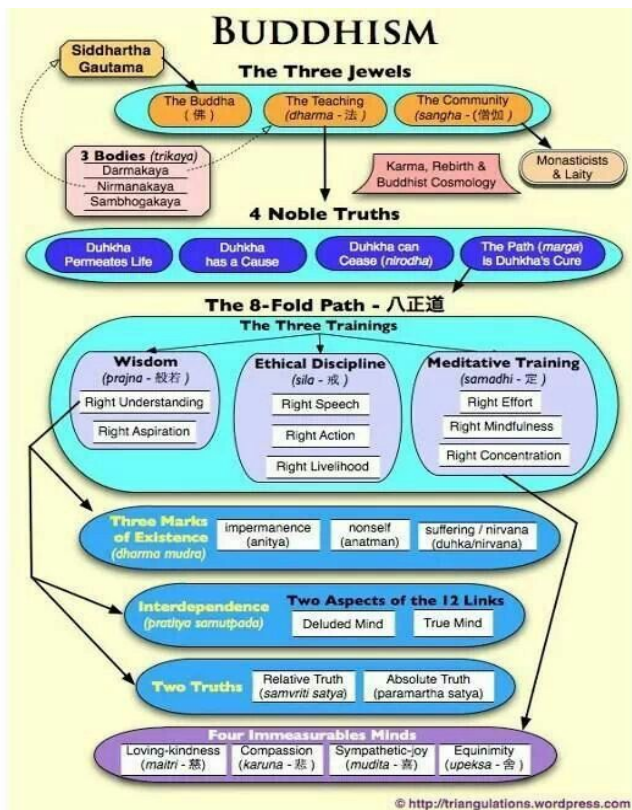 BUDDHISM
Siddhartha
Gautama
The Three Jewels
The Buddha
(佛)
The Teaching
(dharma - 法)
The Community
(sangha - (僧伽)
3 Bodies (trikaya)
Darmakaya
Nirmanakaya
Sambhogakaya
Karma, Rebirth &
Buddhist Cosmology
Monasticists
& Laity
4 Noble Truths
Duhkha
Permeates Life
Duhkha
has a Cause
Duhkha can
Cease (nirodha)
The Path (marga)
is Duhkha's Cure
The 8-Fold Path - 八正道
The Three Trainings
Wisdom
(prajna - 般若)
Right Understanding
Right Aspiration
Ethical Discipline
(sila - 戒)
Right Speech
Right Action
Right Livelihood
Meditative Training
(samadhi - 定)
Right Effort
Right Mindfulness
Right Concentration
Three Marks
of Existence
(dharma mudra)
impermanence
(anitya)
nonself
(anatman)
suffering / nirvana
(duhka/nirvana)
Interdependence
(pratitya samutpada)
Two Aspects of the 12 Links
Deluded Mind
True Mind
Two Truths
Relative Truth
(samvriti satya)
Absolute Truth
(paramartha satya)
Four Immeasurables Minds
Loving-kindness
(maitri - 慈)
Compassion
(karuna - 悲)
Sympathetic-joy
(mudita - 喜)
Equinimity
(upeksa - 舍)
© http://triangulations.wordpress.com